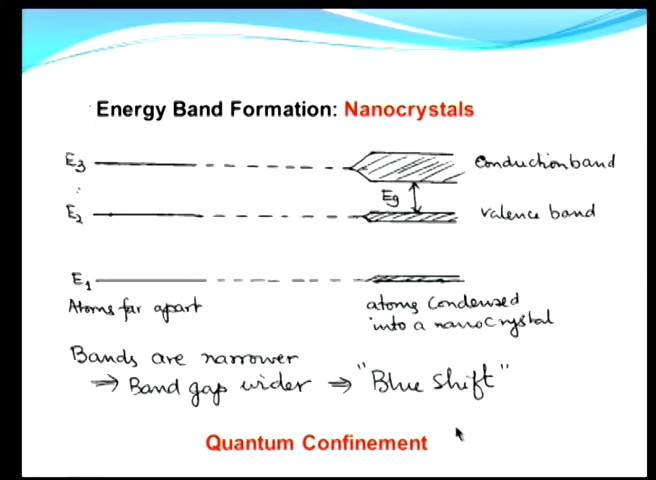 Energy Band Formation: Nanocrystals
E3 Conduction band
Eg
E2 Valence band
E1
Atoms far apart
atoms condensed
into a nanocrystal
Bands are narrower
⇒ Band gap wider ⇒ "Blue shift"
Quantum Confinement